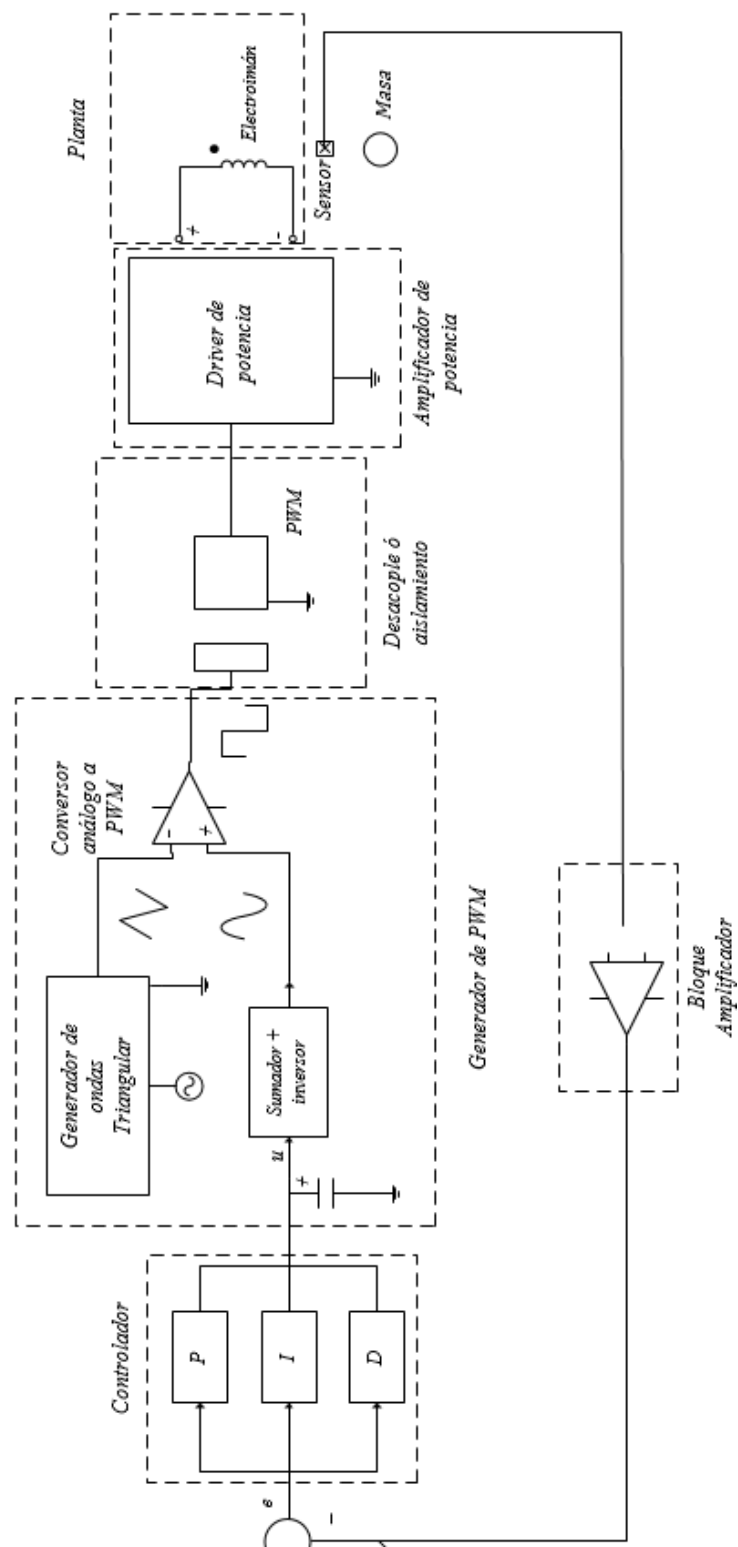 e
−
Controlador
P
I
D
+
u
Generador de
ondas
Triangular
Sumador +
inversor
Conversor
análogo a
PWM
-
+
Generador de PWM
PWM
Desacople ó
aislamiento
Driver de
potencia
Amplificador de
potencia
Planta
+
-
Electroimán
Sensor
Masa
Bloque
Amplificador